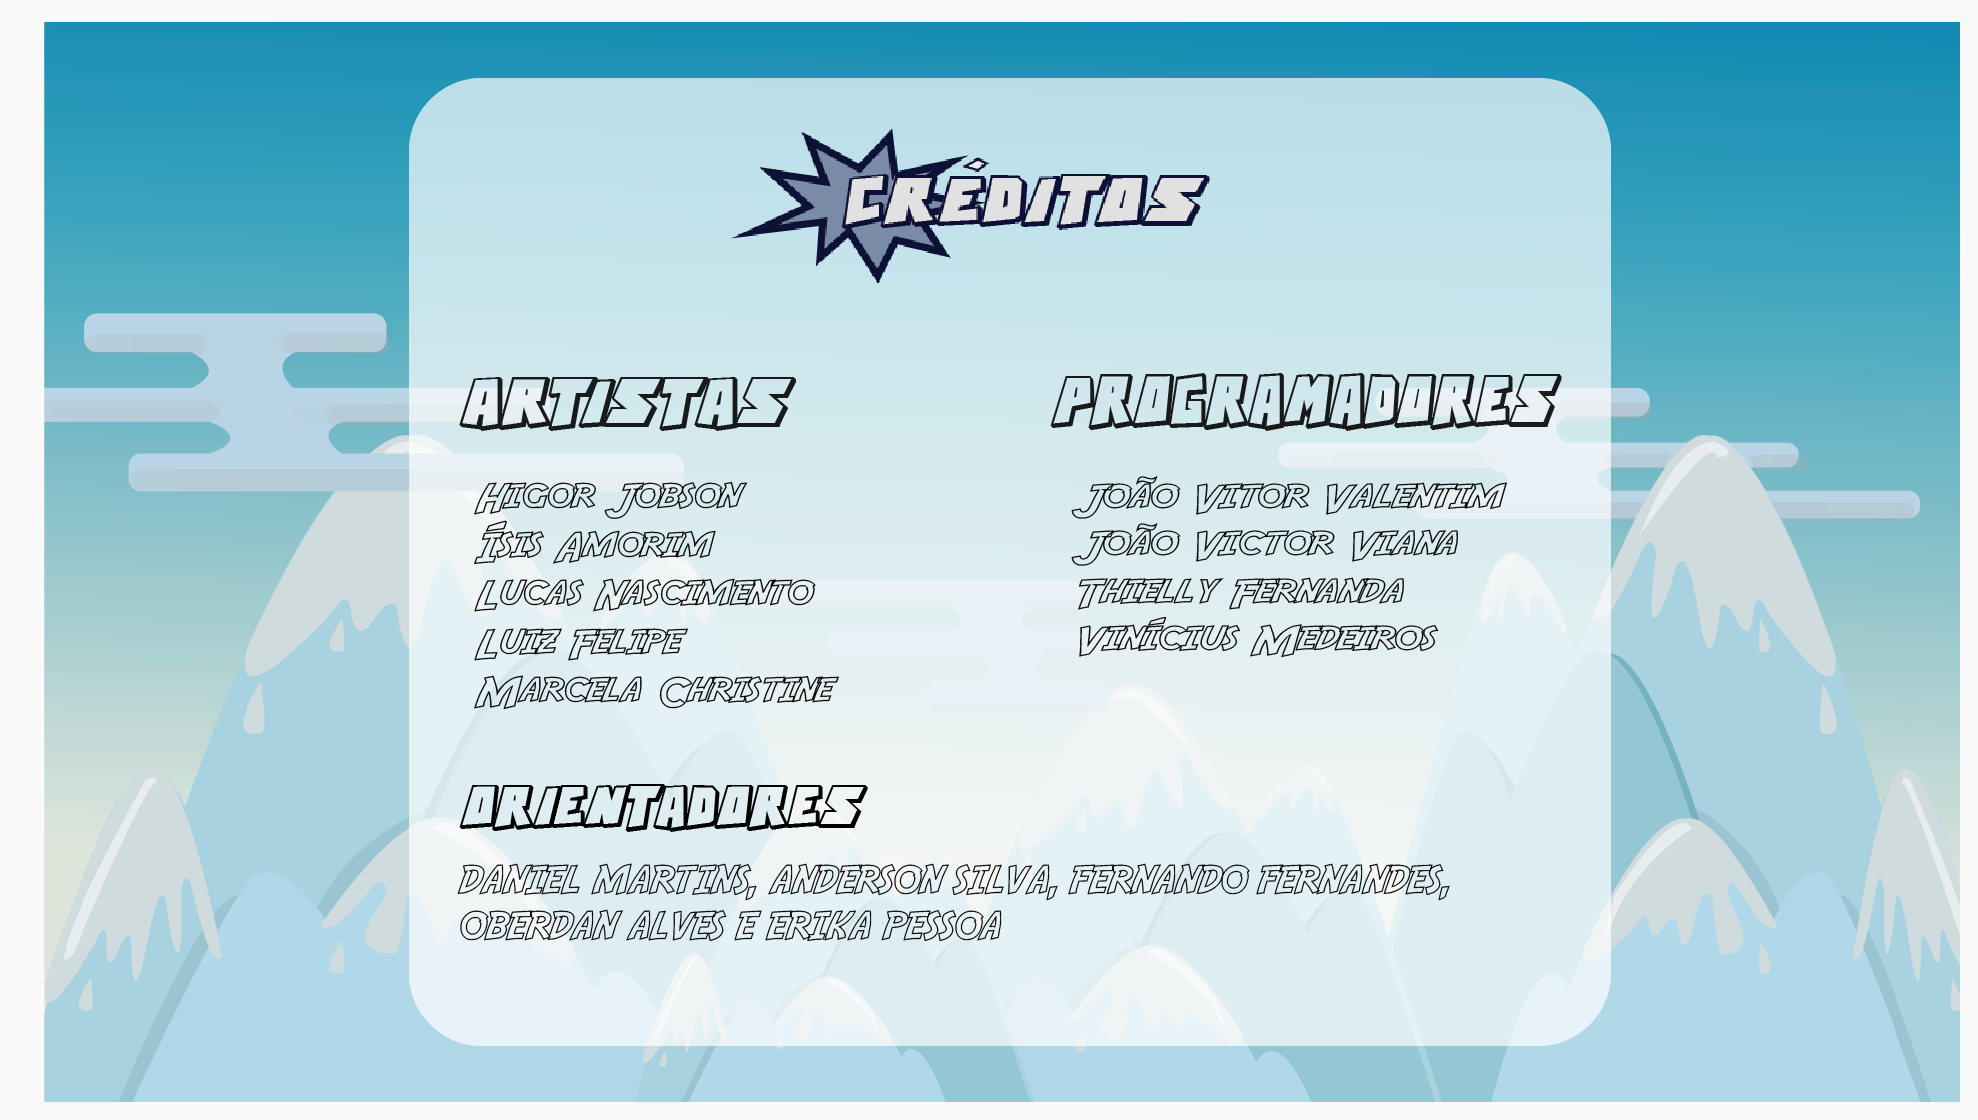 CRÉDITOS
ARTISTAS
HIGOR JOBSON
ÍSIS AMORIM
LUCAS NASCIMENTO
LUIZ FELIPE
MARCELA CHRISTINE
PROGRAMADORES
JOÃO VITOR VALENTIM
JOÃO VICTOR VIANA
THIELLY FERNANDA
VINÍCIUS MEDEIROS
ORIENTADORES
DANIEL MARTINS, ANDERSON SILVA, FERNANDO FERNANDES,
OBERDAN ALVES E ERIKA PESSOA